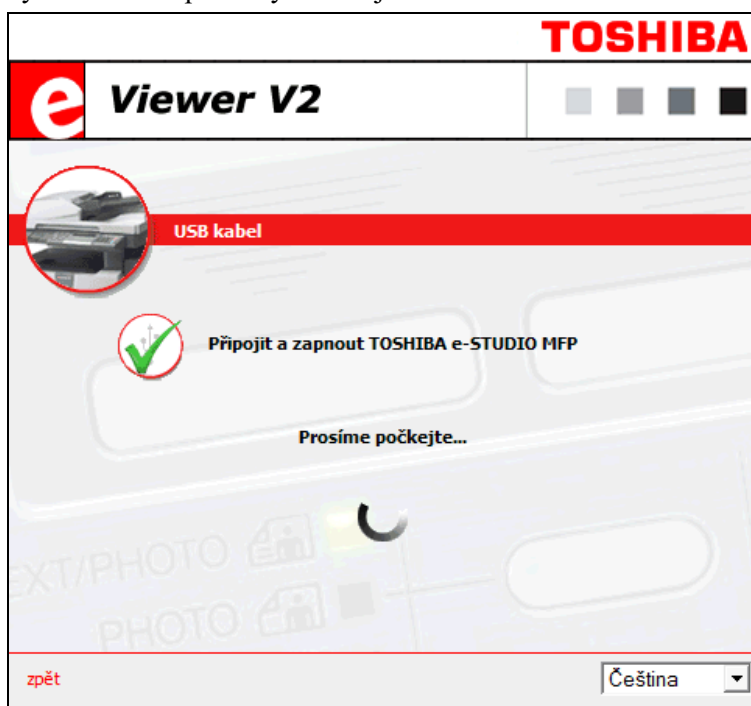 TOSHIBA
e Viewer V2
USB kabel
Připojit a zapnout TOSHIBA e-STUDIO MFP
Prosíme počkejte...
EXT/PHOTO
PHOTO
zpět
Čeština